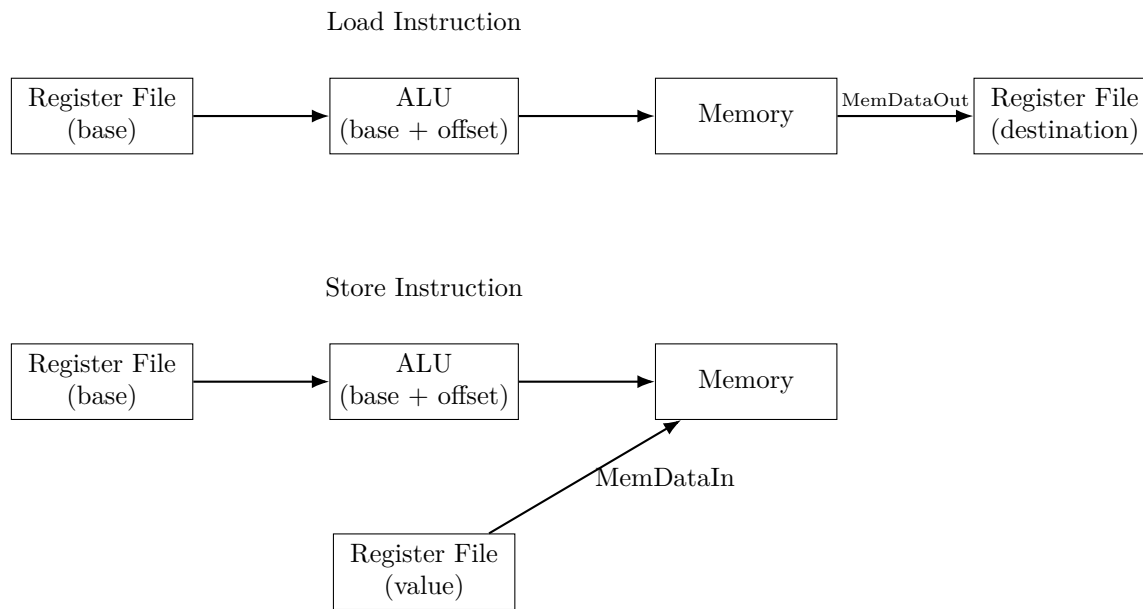 Load Instruction
Register File
(base)
ALU
(base + offset)
Memory
MemDataOut
Register File
(destination)
Store Instruction
Register File
(base)
ALU
(base + offset)
Memory
MemDataIn
Register File
(value)